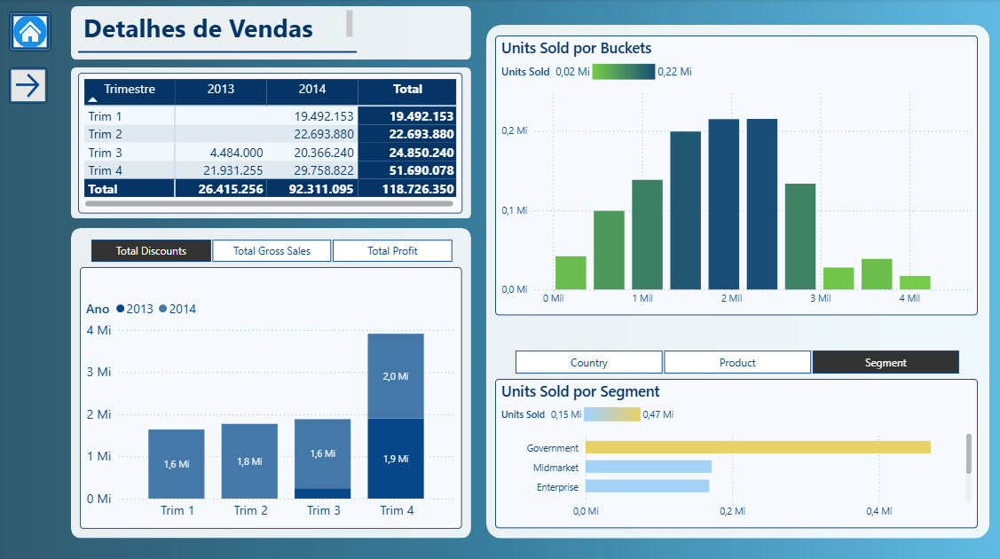 Detalhes de Vendas
Trimestre 2013 2014 Total
Trim 1 19.492.153 19.492.153
Trim 2 22.693.880 22.693.880
Trim 3 4.484.000 20.366.240 24.850.240
Trim 4 21.931.255 29.758.822 51.690.078
Total 26.415.256 92.311.095 118.726.350
Total Discounts Total Gross Sales Total Profit
Ano 2013 2014
4 Mi
3 Mi
2 Mi
1 Mi
0 Mi
1,6 Mi
1,8 Mi
1,6 Mi
2,0 Mi
1,9 Mi
Trim 1 Trim 2 Trim 3 Trim 4
Units Sold por Buckets
Units Sold 0,02 Mi 0,22 Mi
0,2 Mi
0,1 Mi
0,0 Mi
0 Mil 1 Mil 2 Mil 3 Mil 4 Mil
Country Product Segment
Units Sold por Segment
Units Sold 0,15 Mi 0,47 Mi
Government
Midmarket
Enterprise
0,0 Mi 0,2 Mi 0,4 Mi